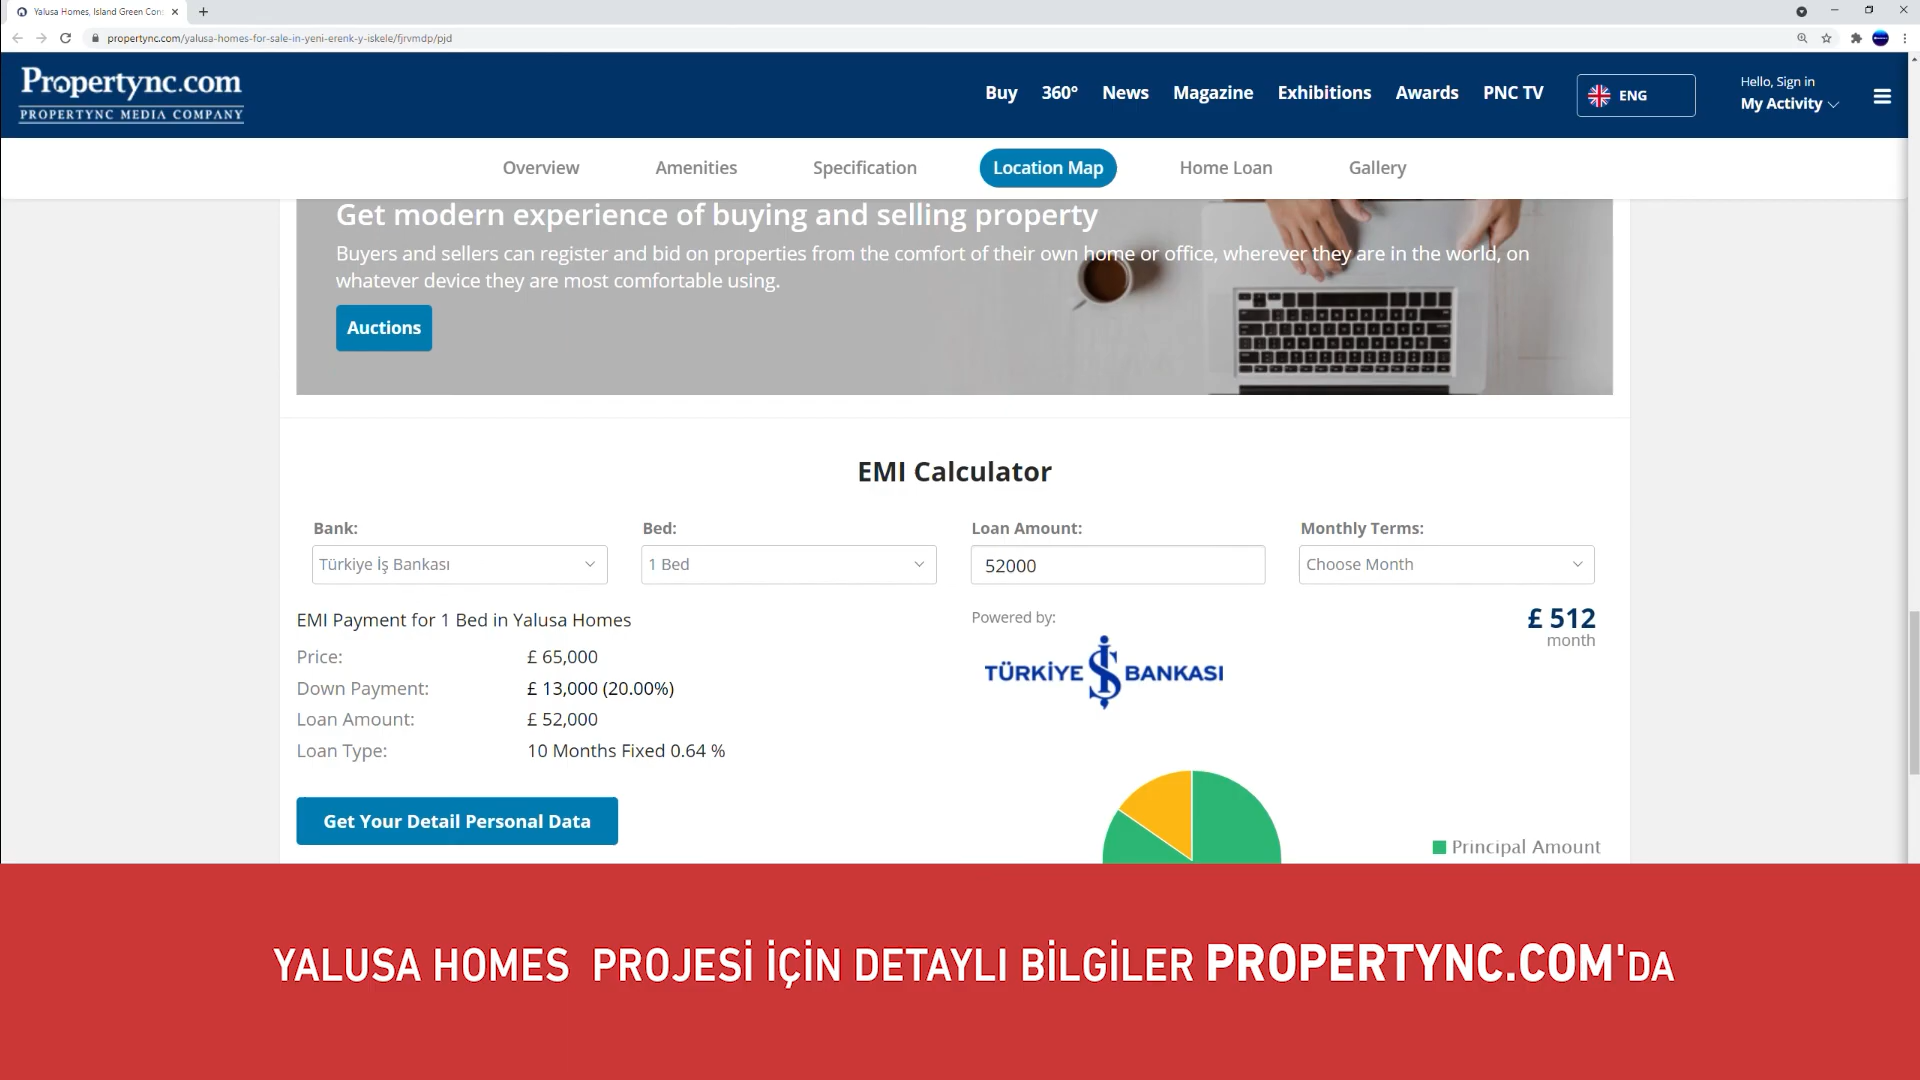 Yalusa Homes, Island Green Con
propertync.com/yalusa-homes-for-sale-in-yeni-erenk-y-iskele/fjrvmdp/pjd
Propertync.com
PROPERTYNC MEDIA COMPANY
Buy 360° News Magazine Exhibitions Awards PNC TV
ENG
Hello, Sign in
My Activity
Overview Amenities Specification Location Map Home Loan Gallery
Get modern experience of buying and selling property
Buyers and sellers can register and bid on properties from the comfort of their own home or office, wherever they are in the world, on
whatever device they are most comfortable using.
Auctions
EMI Calculator
Bank: Bed: Loan Amount: Monthly Terms:
Türkiye İş Bankası 1 Bed 52000 Choose Month
EMI Payment for 1 Bed in Yalusa Homes
Price: £ 65,000
Down Payment: £ 13,000 (20.00%)
Loan Amount: £ 52,000
Loan Type: 10 Months Fixed 0.64 %
Get Your Detail Personal Data
Powered by:
TÜRKİYE İŞ BANKASI
£ 512
month
Principal Amount
YALUSA HOMES PROJESİ İÇİN DETAYLI BİLGİLER PROPERTYNC.COM'DA